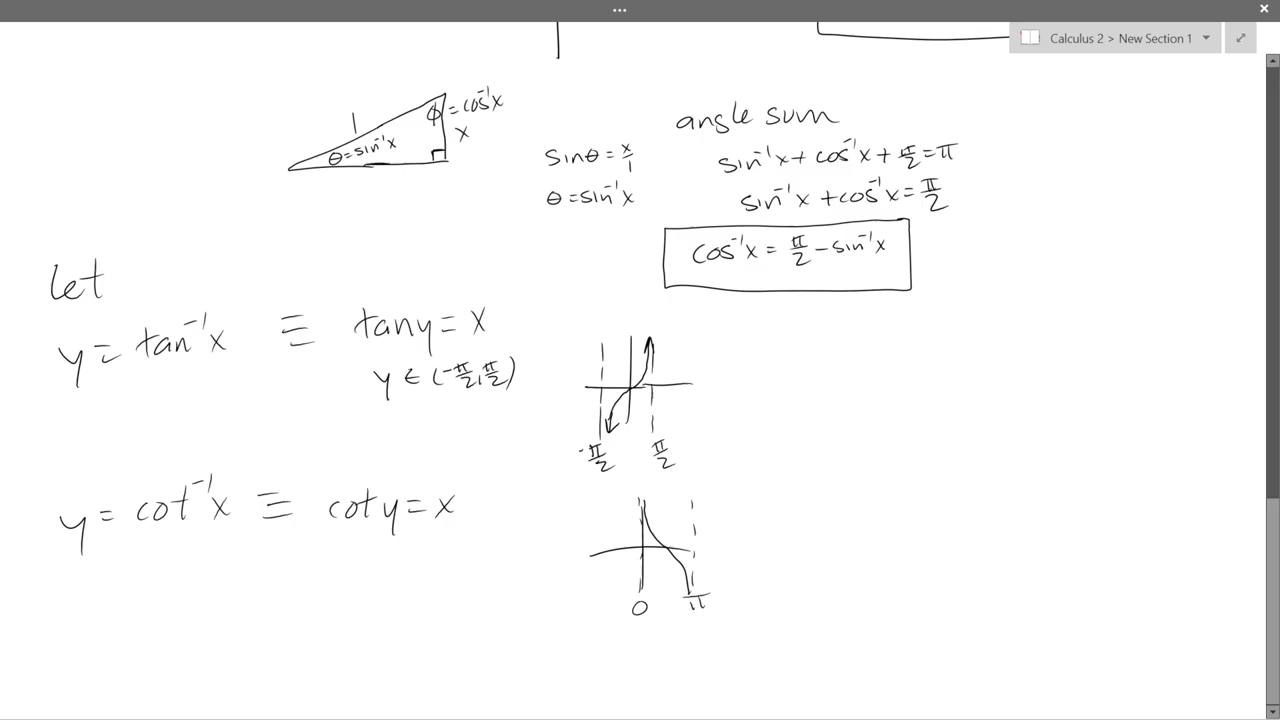 Calculus 2 > New Section 1
1
ϕ = cos⁻¹x
θ = sin⁻¹x
x
sinθ = x/1
θ = sin⁻¹x
angle sum
sin⁻¹x + cos⁻¹x + π/2 = π
sin⁻¹x + cos⁻¹x = π/2
cos⁻¹x = π/2 − sin⁻¹x
let
y = tan⁻¹x ≡ tany = x
y ∈ (-π/2, π/2)
-π/2 π/2
y = cot⁻¹x ≡ coty = x
0 π